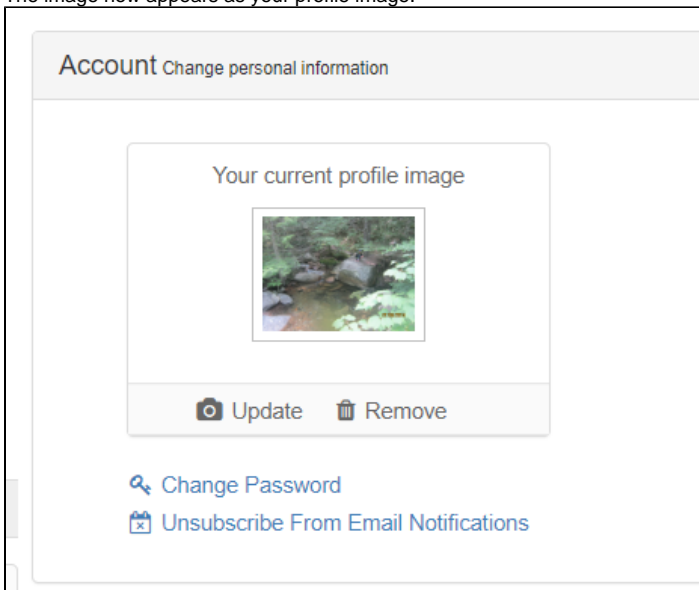 The image now appears as your profile image.
Account Change personal information
Your current profile image
Update Remove
Change Password
Unsubscribe From Email Notifications